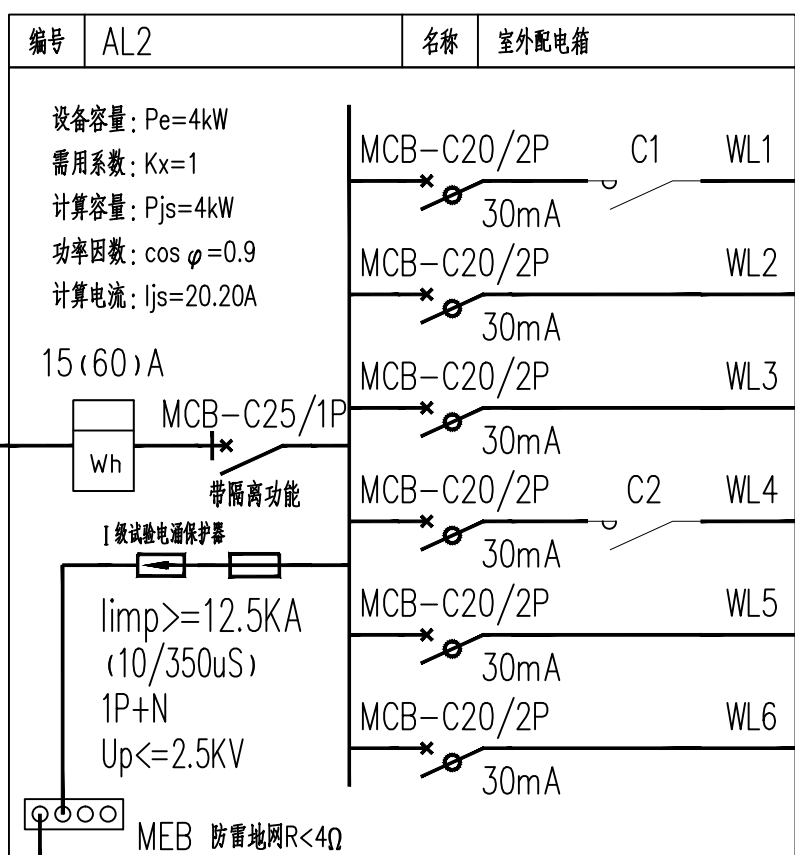 编号 AL2 名称 室外配电箱
设备容量: Pe=4kW
需用系数: Kx=1
计算容量: Pjs=4kW
功率因数: cos φ=0.9
计算电流: Ijs=20.20A
15(60)A
Wh
MCB-C25/1P
带隔离功能
I级试验电涌保护器
Iimp>=12.5KA
(10/350uS)
1P+N
Up<=2.5KV
MEB 防雷地网R<4Ω
MCB-C20/2P C1 WL1
30mA
MCB-C20/2P WL2
30mA
MCB-C20/2P WL3
30mA
MCB-C20/2P C2 WL4
30mA
MCB-C20/2P WL5
30mA
MCB-C20/2P WL6
30mA